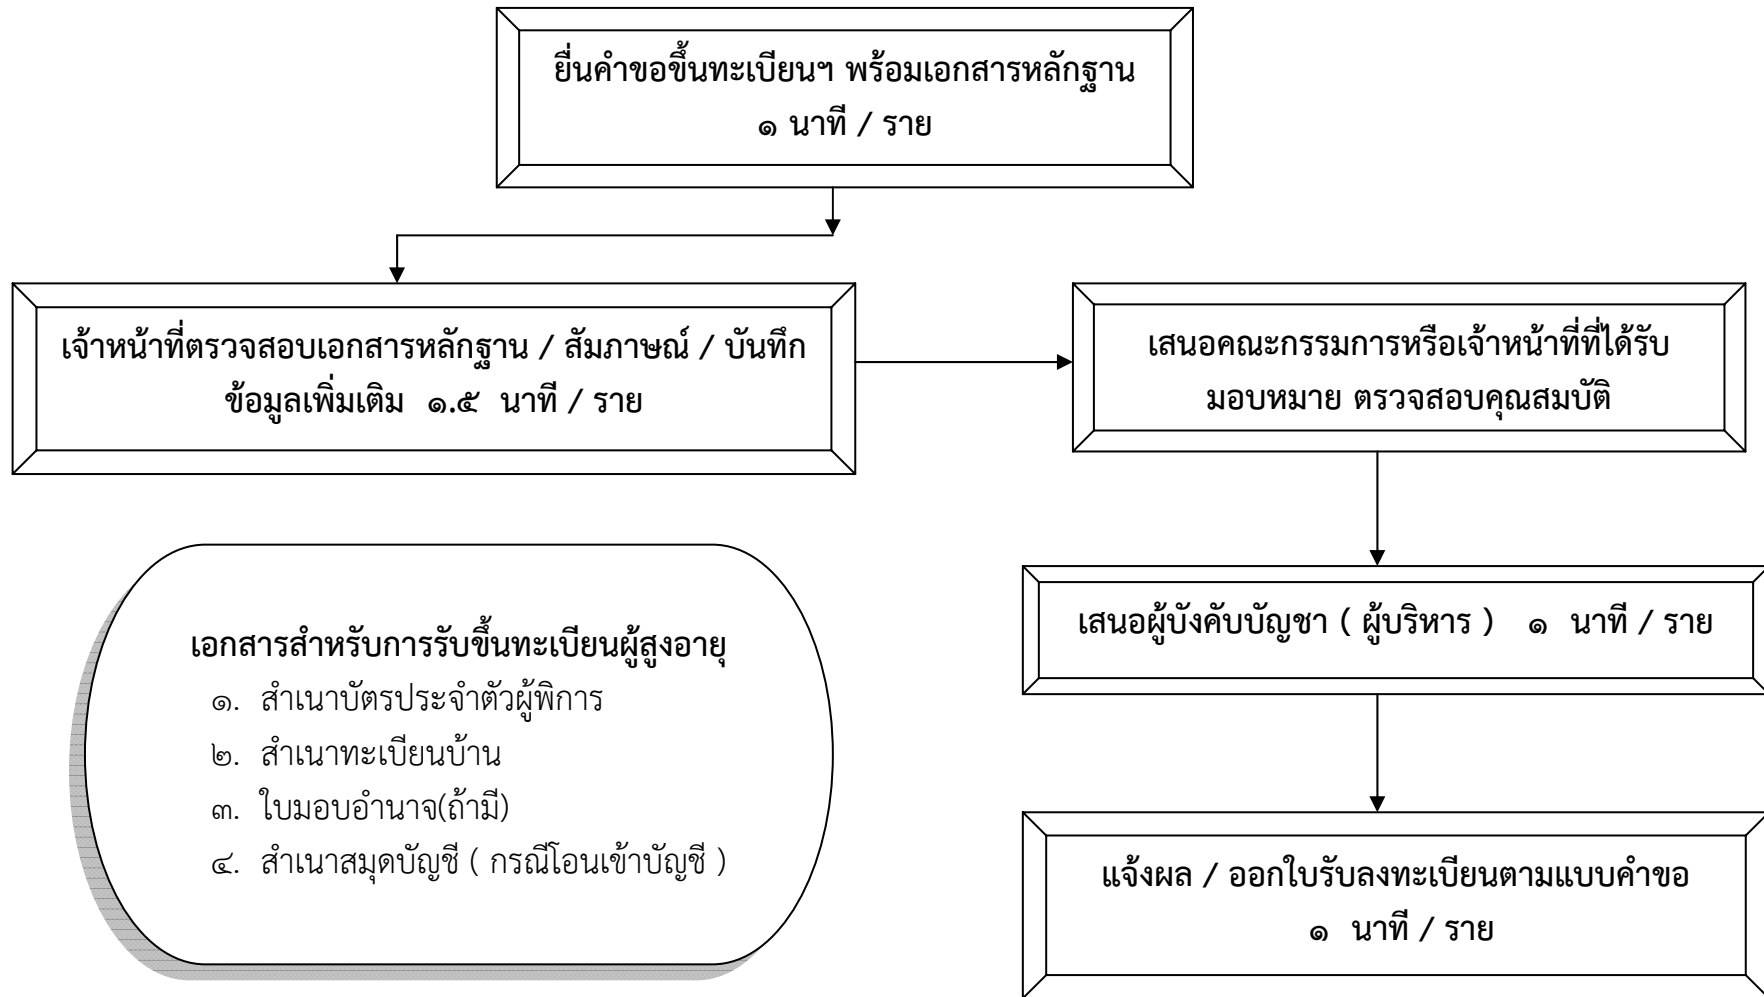 ยื่นคำขอขึ้นทะเบียนฯ พร้อมเอกสารหลักฐาน
๑ นาที / ราย
เจ้าหน้าที่ตรวจสอบเอกสารหลักฐาน / สัมภาษณ์ / บันทึก
ข้อมูลเพิ่มเติม ๑.๕ นาที / ราย
เสนอคณะกรรมการหรือเจ้าหน้าที่ที่ได้รับ
มอบหมาย ตรวจสอบคุณสมบัติ
เสนอผู้บังคับบัญชา ( ผู้บริหาร ) ๑ นาที / ราย
แจ้งผล / ออกใบรับลงทะเบียนตามแบบคำขอ
๑ นาที / ราย
เอกสารสำหรับการรับขึ้นทะเบียนผู้สูงอายุ
๑. สำเนาบัตรประจำตัวผู้พิการ
๒. สำเนาทะเบียนบ้าน
๓. ใบมอบอำนาจ(ถ้ามี)
๔. สำเนาสมุดบัญชี ( กรณีโอนเข้าบัญชี )